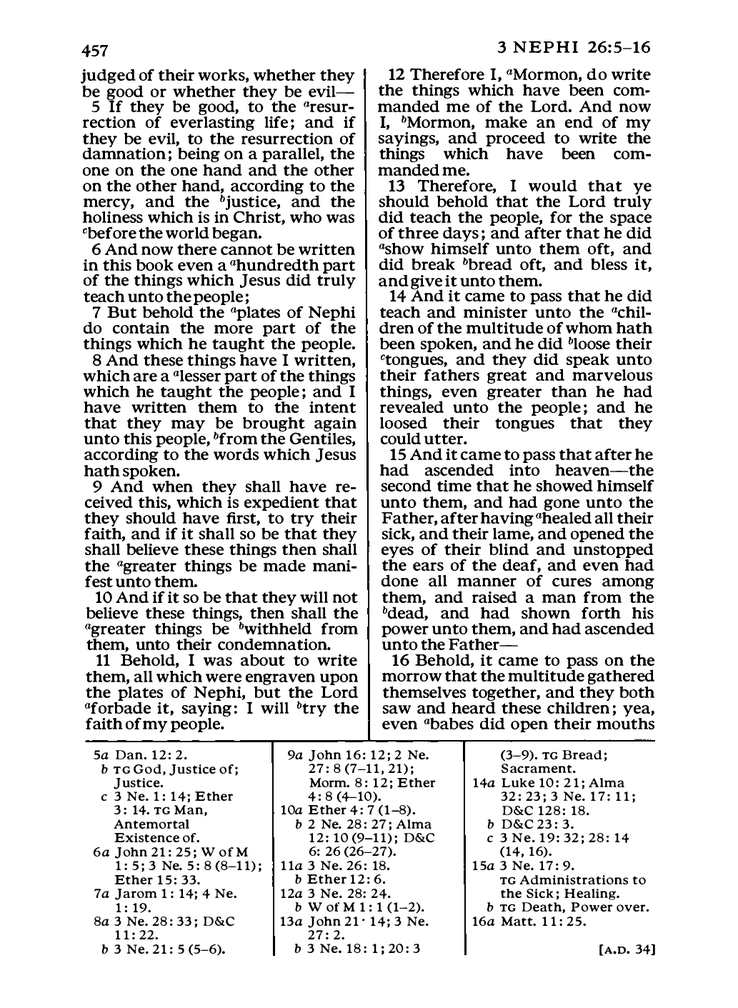 457
3 NEPHI 26:5–16
judged of their works, whether they
be good or whether they be evil—
5 If they be good, to the ᵃresur-
rection of everlasting life; and if
they be evil, to the resurrection of
damnation; being on a parallel, the
one on the one hand and the other
on the other hand, according to the
mercy, and the ᵇjustice, and the
holiness which is in Christ, who was
ᶜbefore the world began.
6 And now there cannot be written
in this book even a ᵃhundredth part
of the things which Jesus did truly
teach unto the people;
7 But behold the ᵃplates of Nephi
do contain the more part of the
things which he taught the people.
8 And these things have I written,
which are a ᵃlesser part of the things
which he taught the people; and I
have written them to the intent
that they may be brought again
unto this people, ᵇfrom the Gentiles,
according to the words which Jesus
hath spoken.
9 And when they shall have re-
ceived this, which is expedient that
they should have first, to try their
faith, and if it shall so be that they
shall believe these things then shall
the ᵃgreater things be made mani-
fest unto them.
10 And if it so be that they will not
believe these things, then shall the
ᵃgreater things be ᵇwithheld from
them, unto their condemnation.
11 Behold, I was about to write
them, all which were engraven upon
the plates of Nephi, but the Lord
ᵃforbade it, saying: I will ᵇtry the
faith of my people.
12 Therefore I, ᵃMormon, do write
the things which have been com-
manded me of the Lord. And now
I, ᵇMormon, make an end of my
sayings, and proceed to write the
things which have been com-
manded me.
13 Therefore, I would that ye
should behold that the Lord truly
did teach the people, for the space
of three days; and after that he did
ᵃshow himself unto them oft, and
did break ᵇbread oft, and bless it,
and give it unto them.
14 And it came to pass that he did
teach and minister unto the ᵃchil-
dren of the multitude of whom hath
been spoken, and he did ᵇloose their
ᶜtongues, and they did speak unto
their fathers great and marvelous
things, even greater than he had
revealed unto the people; and he
loosed their tongues that they
could utter.
15 And it came to pass that after he
had ascended into heaven—the
second time that he showed himself
unto them, and had gone unto the
Father, after having ᵃhealed all their
sick, and their lame, and opened the
eyes of their blind and unstopped
the ears of the deaf, and even had
done all manner of cures among
them, and raised a man from the
ᵇdead, and had shown forth his
power unto them, and had ascended
unto the Father—
16 Behold, it came to pass on the
morrow that the multitude gathered
themselves together, and they both
saw and heard these children; yea,
even ᵃbabes did open their mouths
5a Dan. 12: 2.
b TG God, Justice of;
Justice.
c 3 Ne. 1: 14; Ether
3: 14. TG Man,
Antemortal
Existence of.
6a John 21: 25; W of M
1: 5; 3 Ne. 5: 8 (8–11);
Ether 15: 33.
7a Jarom 1: 14; 4 Ne.
1: 19.
8a 3 Ne. 28: 33; D&C
11: 22.
b 3 Ne. 21: 5 (5–6).
9a John 16: 12; 2 Ne.
27: 8 (7–11, 21);
Morm. 8: 12; Ether
4: 8 (4–10).
10a Ether 4: 7 (1–8).
b 2 Ne. 28: 27; Alma
12: 10 (9–11); D&C
6: 26 (26–27).
11a 3 Ne. 26: 18.
b Ether 12: 6.
12a 3 Ne. 28: 24.
b W of M 1: 1 (1–2).
13a John 21: 14; 3 Ne.
27: 2.
b 3 Ne. 18: 1; 20: 3
(3–9). TG Bread;
Sacrament.
14a Luke 10: 21; Alma
32: 23; 3 Ne. 17: 11;
D&C 128: 18.
b D&C 23: 3.
c 3 Ne. 19: 32; 28: 14
(14, 16).
15a 3 Ne. 17: 9.
TG Administrations to
the Sick; Healing.
b TG Death, Power over.
16a Matt. 11: 25.
[A.D. 34]